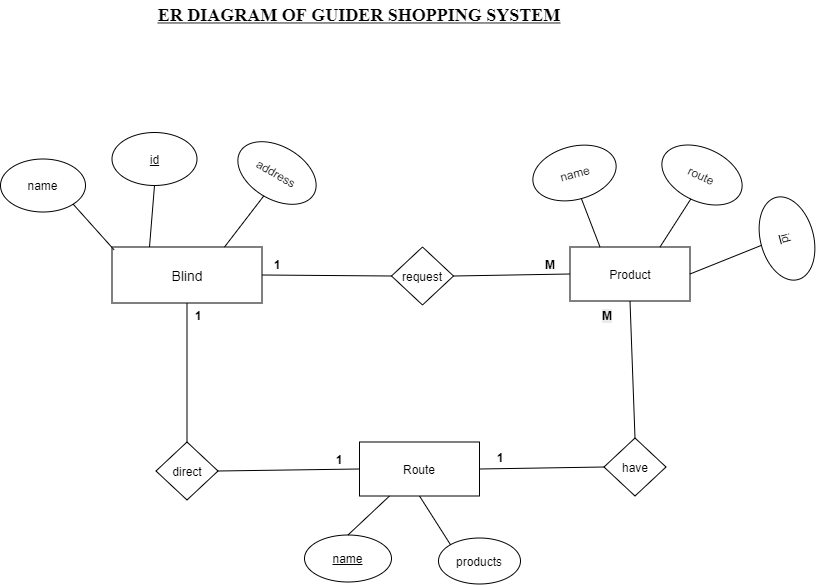 ER DIAGRAM OF GUIDER SHOPPING SYSTEM
name
id
address
name
route
id
Blind
1
request
M
Product
1
M
direct
1
Route
1
have
name
products